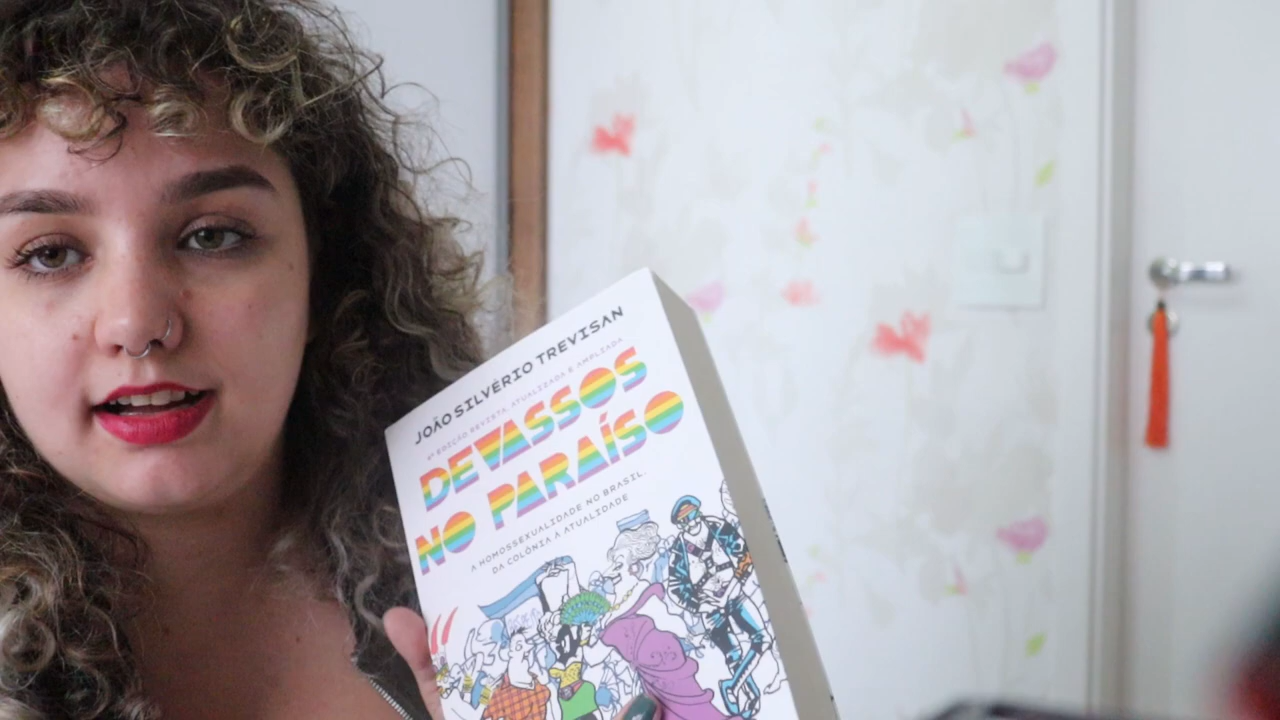 JOÃO SILVÉRIO TREVISAN
4ª EDIÇÃO REVISTA, ATUALIZADA E AMPLIADA
DEVASSOS
NO PARAÍSO
A HOMOSSEXUALIDADE NO BRASIL,
DA COLÔNIA À ATUALIDADE